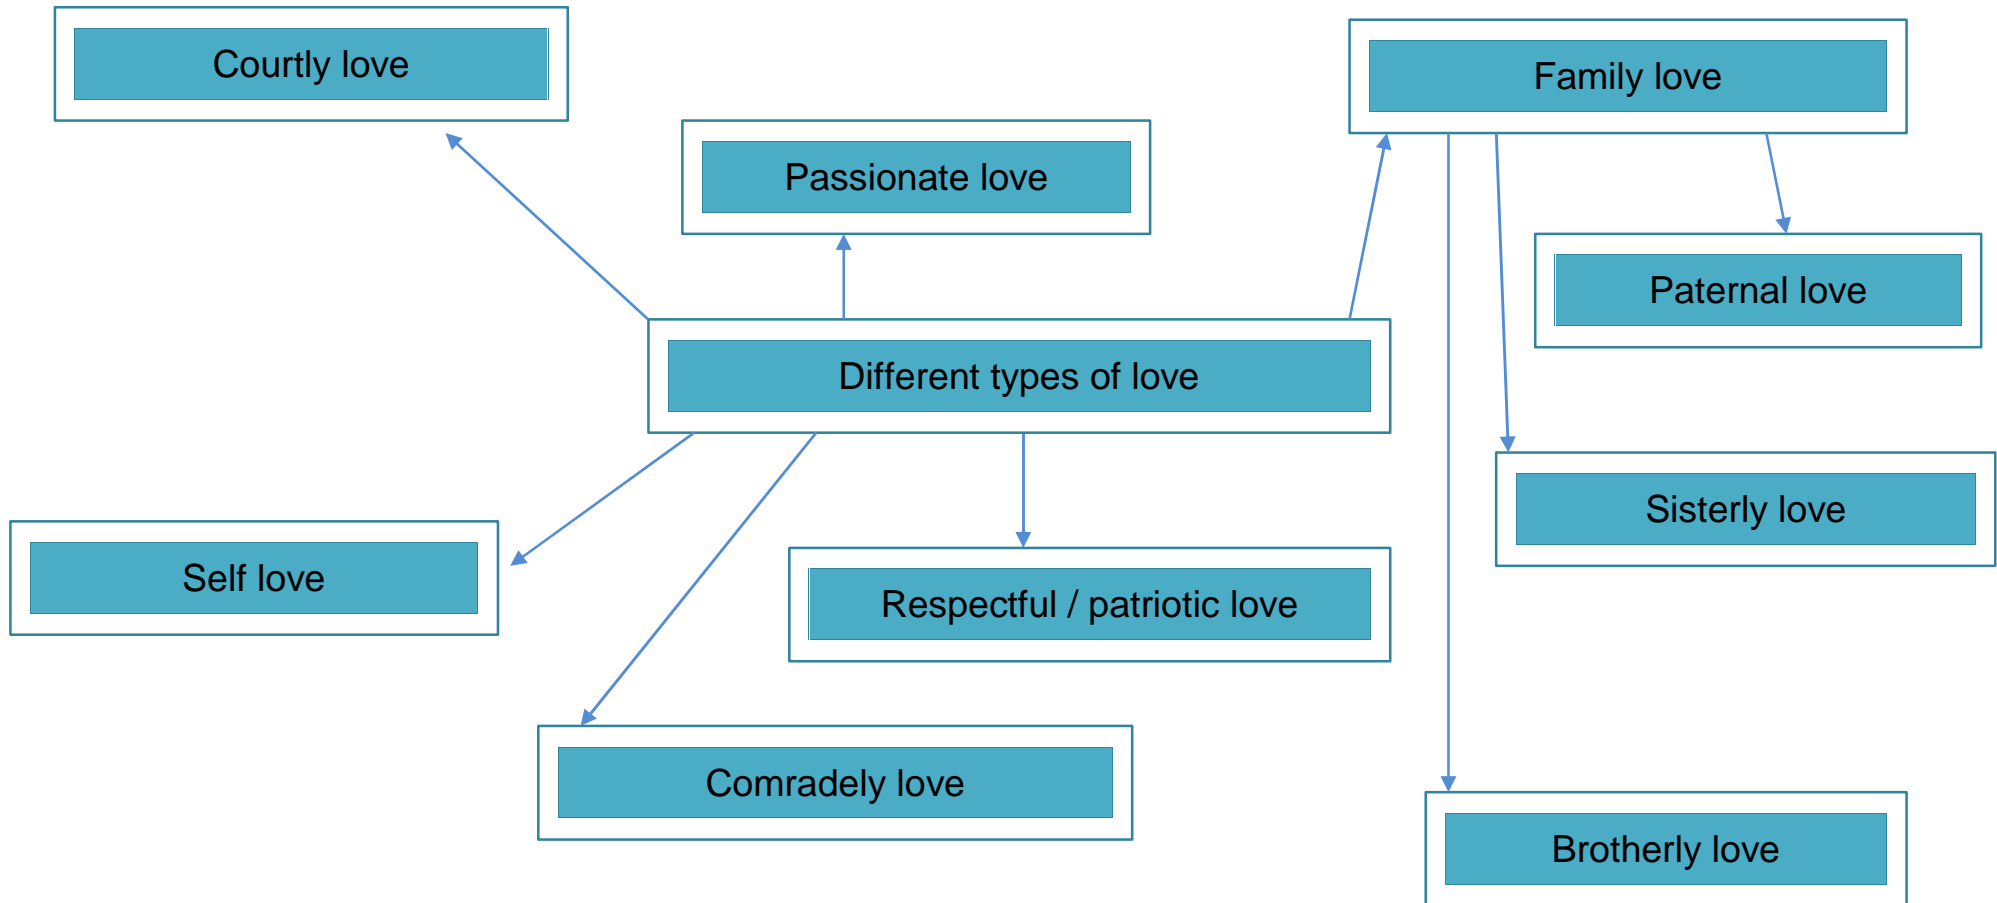 Courtly love
Family love
Passionate love
Paternal love
Different types of love
Sisterly love
Self love
Respectful / patriotic love
Comradely love
Brotherly love